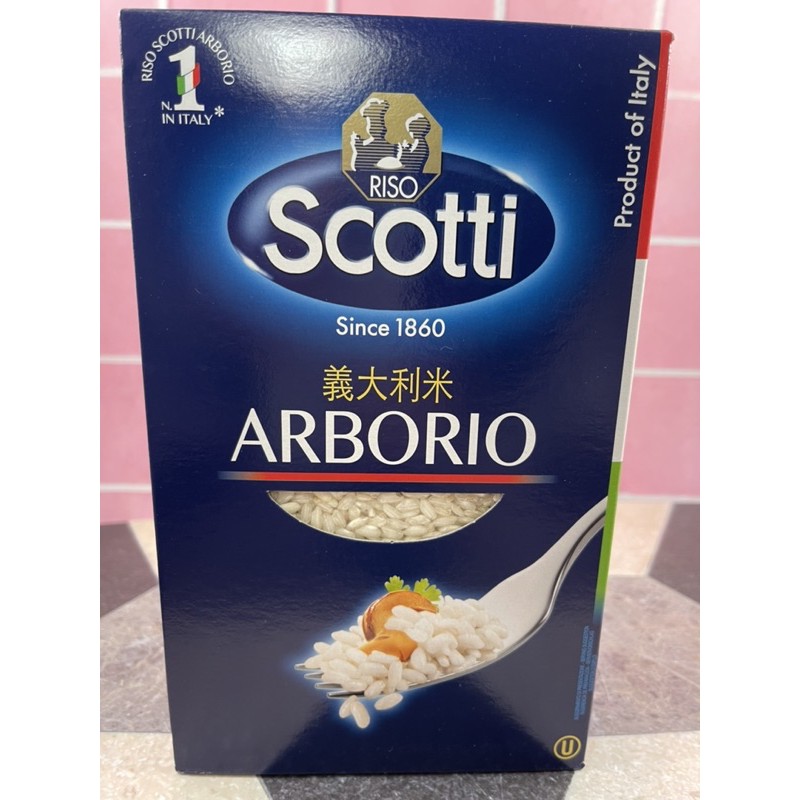 RISO SCOTTI ARBORIO
N. 1
IN ITALY*
Product of Italy
RISO
Scotti
Since 1860
義大利米
ARBORIO
U